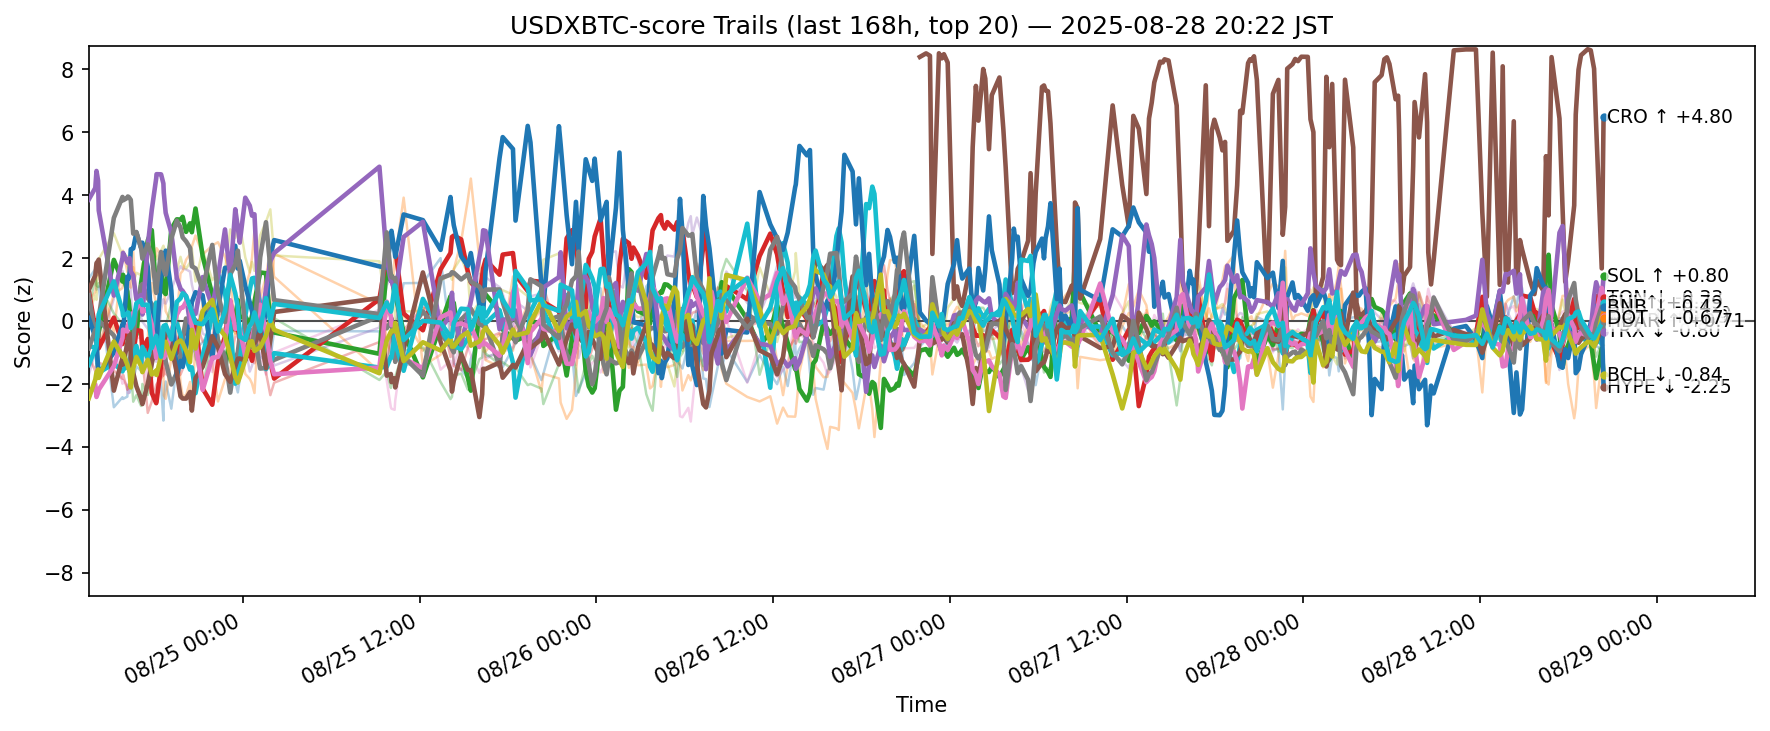 USDXBTC-score Trails (last 168h, top 20) — 2025-08-28 20:22 JST
Score (z)
8
6
4
2
0
−2
−4
−6
−8
CRO ↑ +4.80
SOL ↑ +0.80
DOT ↓ -0.67
BCH ↓ -0.84
HYPE ↓ -2.25
08/25 00:00
08/25 12:00
08/26 00:00
08/26 12:00
08/27 00:00
08/27 12:00
08/28 00:00
08/28 12:00
08/29 00:00
Time